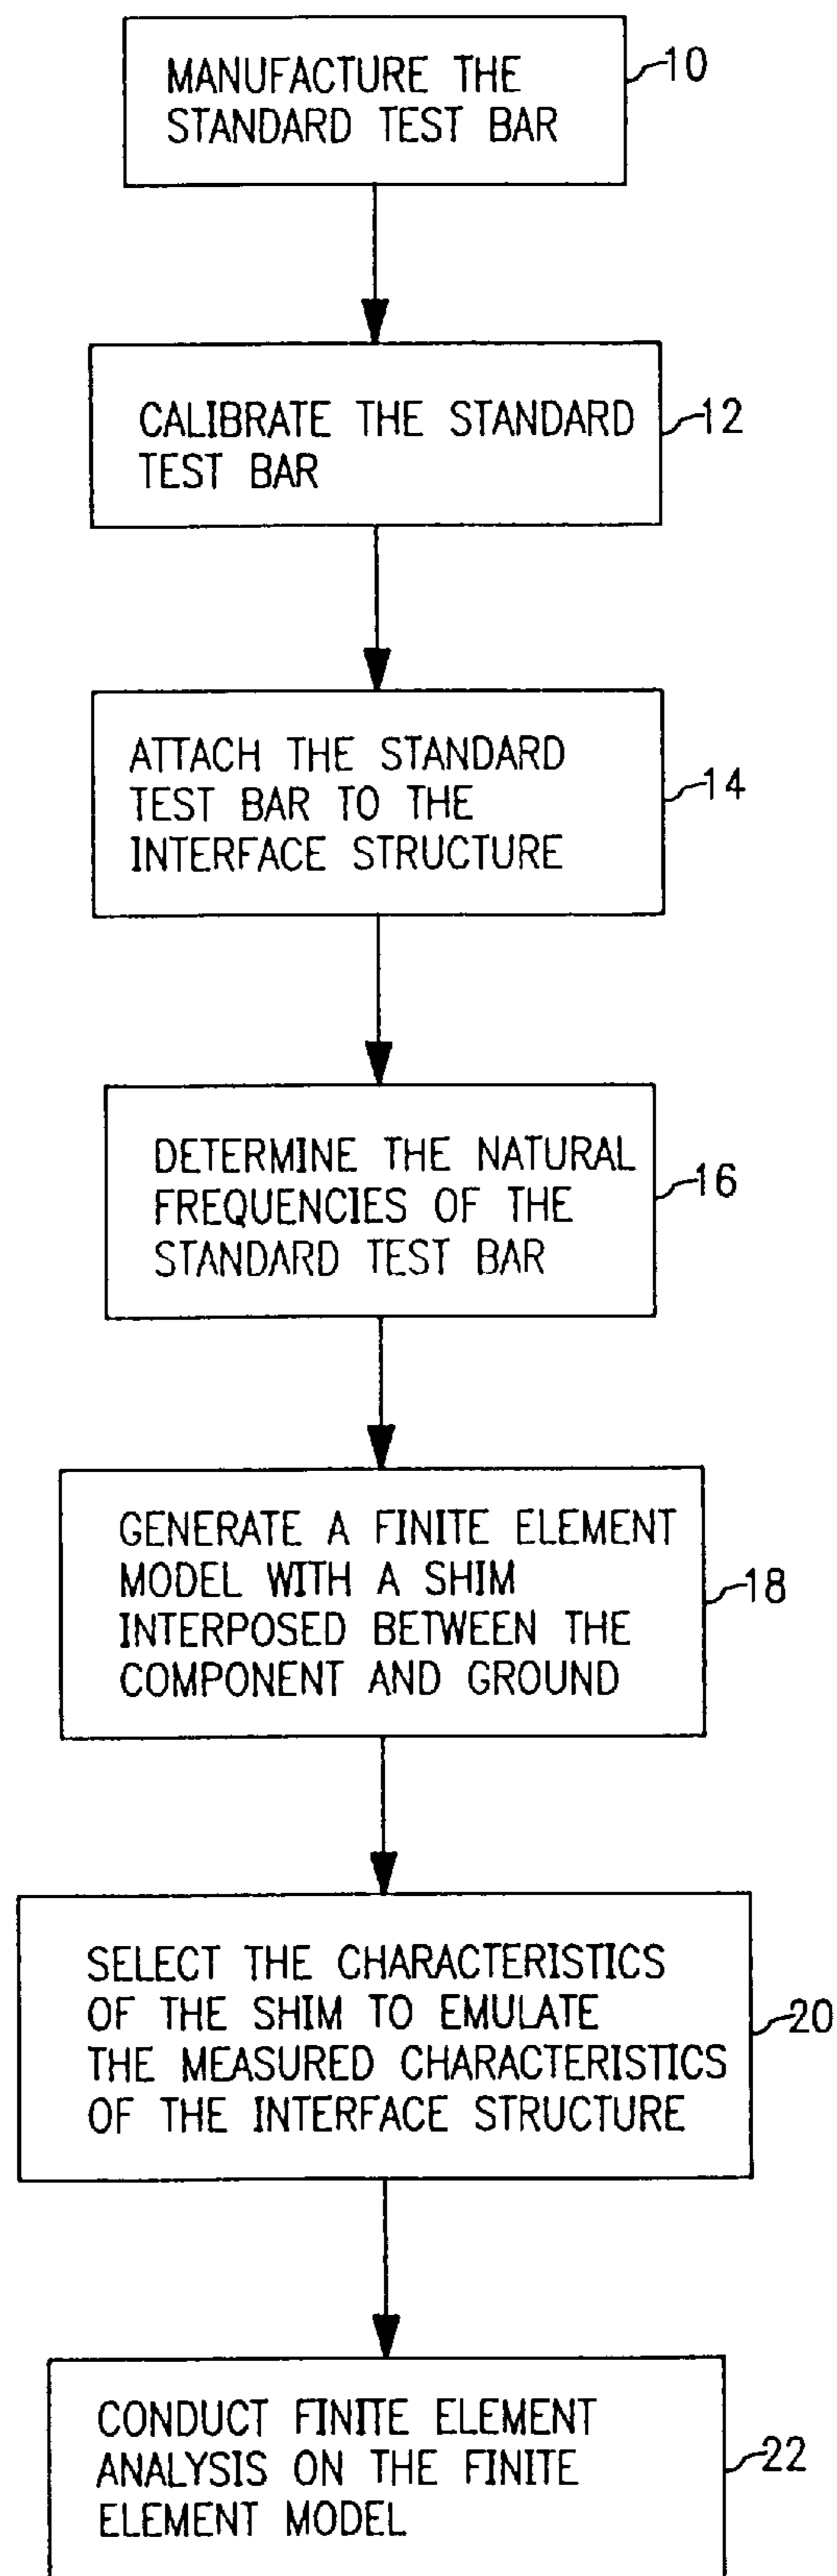 MANUFACTURE THE
STANDARD TEST BAR
10
CALIBRATE THE STANDARD
TEST BAR
12
ATTACH THE STANDARD
TEST BAR TO THE
INTERFACE STRUCTURE
14
DETERMINE THE NATURAL
FREQUENCIES OF THE
STANDARD TEST BAR
16
GENERATE A FINITE ELEMENT
MODEL WITH A SHIM
INTERPOSED BETWEEN THE
COMPONENT AND GROUND
18
SELECT THE CHARACTERISTICS
OF THE SHIM TO EMULATE
THE MEASURED CHARACTERISTICS
OF THE INTERFACE STRUCTURE
20
CONDUCT FINITE ELEMENT
ANALYSIS ON THE FINITE
ELEMENT MODEL
22